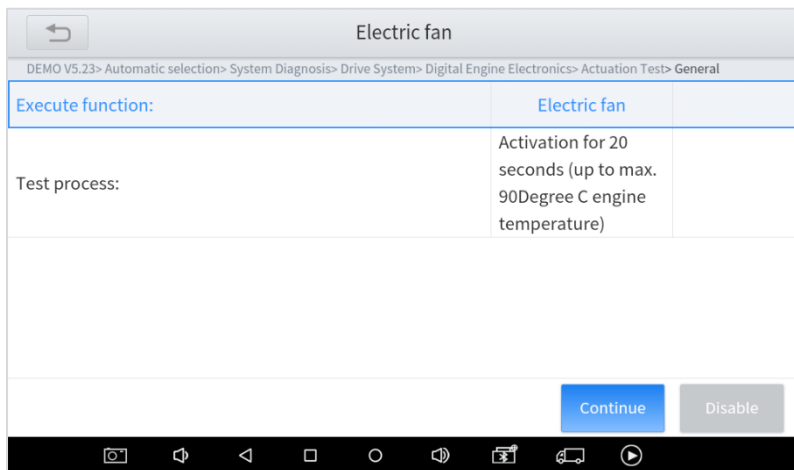 Electric fan
DEMO V5.23> Automatic selection> System Diagnosis> Drive System> Digital Engine Electronics> Actuation Test> General
Execute function:
Electric fan
Test process:
Activation for 20
seconds (up to max.
90Degree C engine
temperature)
Continue
Disable